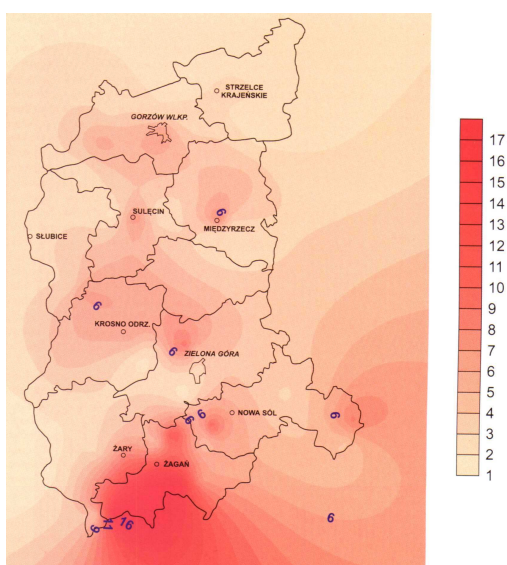 STRZELCE
KRAJEŃSKIE
GORZÓW WLKP.
SULĘCIN
6
MIĘDZYRZECZ
SŁUBICE
6
KROSNO ODRZ.
6
ZIELONA GÓRA
6
6
NOWA SÓL
6
ŻARY
ŻAGAŃ
6
11
16
6
17
16
15
14
13
12
11
10
9
8
7
6
5
4
3
2
1